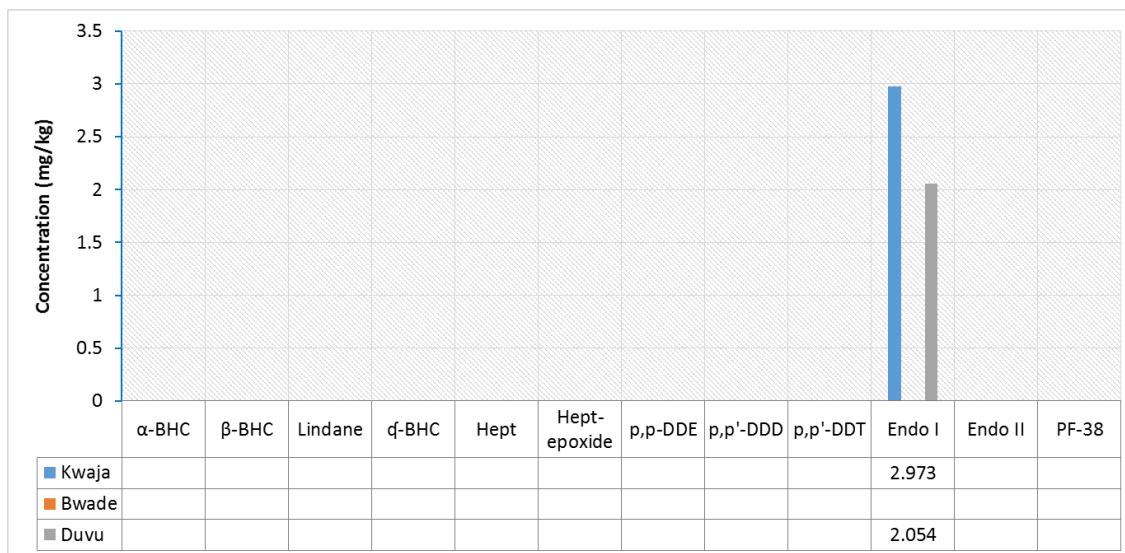 Concentration (mg/kg)
3.5
3
2.5
2
1.5
1
0.5
0
α-BHC β-BHC Lindane ɋ-BHC Hept Hept-epoxide p,p-DDE p,p'-DDD p,p'-DDT Endo I Endo II PF-38
Kwaja 2.973
Bwade
Duvu 2.054